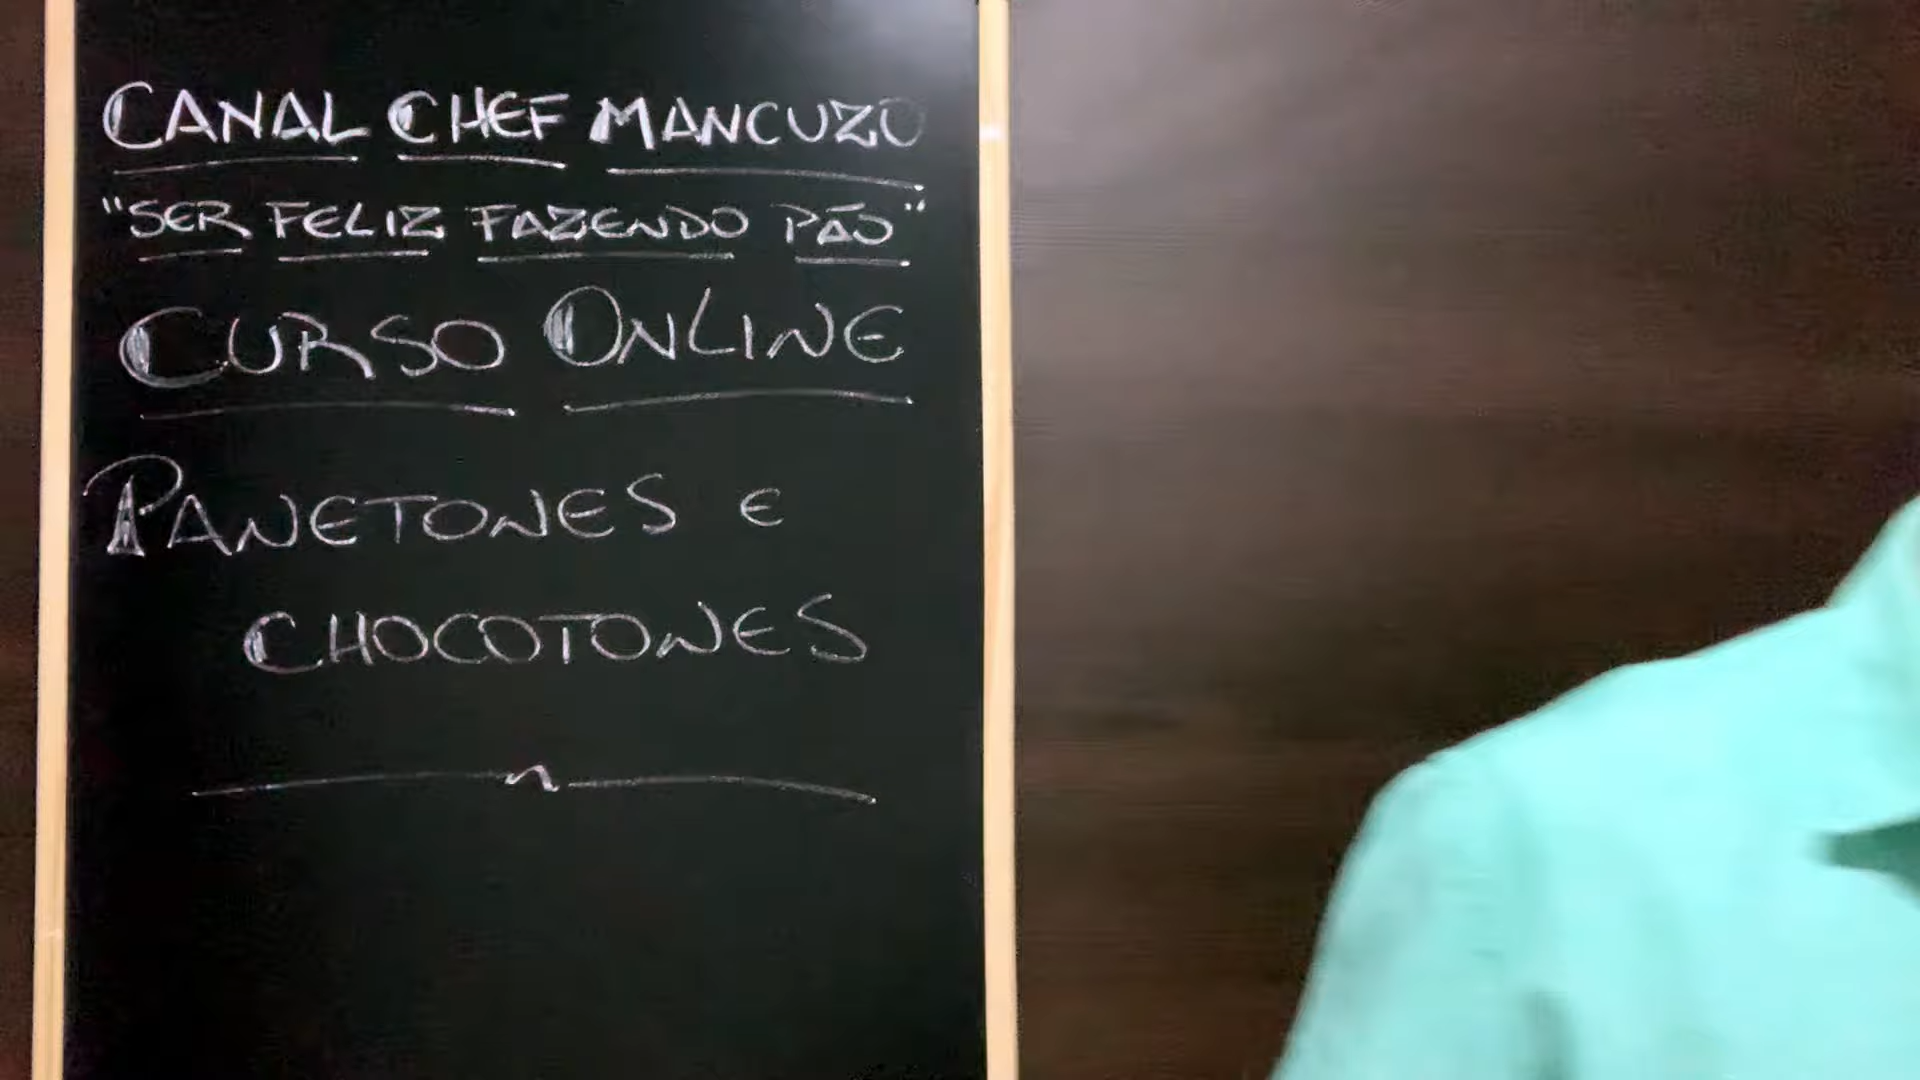 CANAL CHEF MANCUZO
"SER FELIZ FAZENDO PÃO"
CURSO ONLINE
PANETONES E
CHOCOTONES